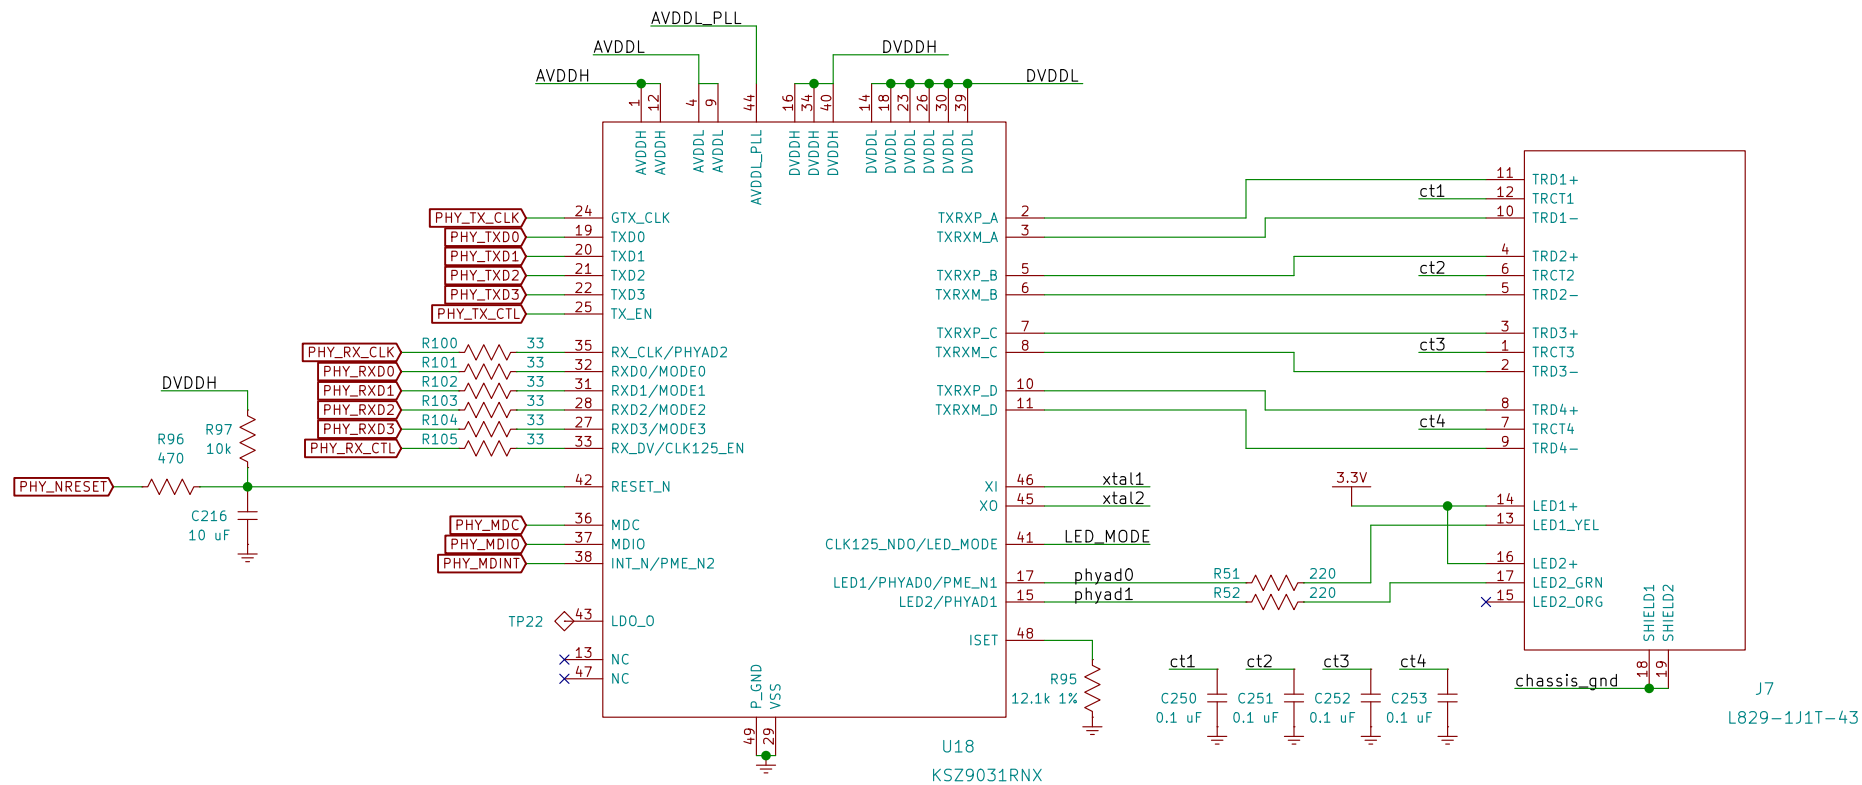 AVDDL_PLL
AVDDL
DVDDH
AVDDH
DVDDL
1
12
4
9
44
16
34
40
14
18
23
26
30
39
AVDDH
AVDDH
AVDDL
AVDDL
AVDDL_PLL
DVDDH
DVDDH
DVDDH
DVDDL
DVDDL
DVDDL
DVDDL
DVDDL
DVDDL
PHY_TX_CLK 24 GTX_CLK
PHY_TXD0 19 TXD0
PHY_TXD1 20 TXD1
PHY_TXD2 21 TXD2
PHY_TXD3 22 TXD3
PHY_TX_CTL 25 TX_EN
PHY_RX_CLK R100 33 35 RX_CLK/PHYAD2
PHY_RXD0 R101 33 32 RXD0/MODE0
PHY_RXD1 R102 33 31 RXD1/MODE1
PHY_RXD2 R103 33 28 RXD2/MODE2
PHY_RXD3 R104 33 27 RXD3/MODE3
PHY_RX_CTL R105 33 33 RX_DV/CLK125_EN
DVDDH
R97
10k
R96
470
PHY_NRESET 42 RESET_N
C216
10 uF
PHY_MDC 36 MDC
PHY_MDIO 37 MDIO
PHY_MDINT 38 INT_N/PME_N2
TP22 43 LDO_O
13 NC
47 NC
P_GND
VSS
49
29
TXRXP_A 2
TXRXM_A 3
TXRXP_B 5
TXRXM_B 6
TXRXP_C 7
TXRXM_C 8
TXRXP_D 10
TXRXM_D 11
XI 46 xtal1
XO 45 xtal2
CLK125_NDO/LED_MODE 41 LED_MODE
LED1/PHYAD0/PME_N1 17 phyad0 R51 220
LED2/PHYAD1 15 phyad1 R52 220
ISET 48
R95
12.1k 1%
U18
KSZ9031RNX
ct1
C250
0.1 uF
ct2
C251
0.1 uF
ct3
C252
0.1 uF
ct4
C253
0.1 uF
11 TRD1+
ct1 12 TRCT1
10 TRD1-
4 TRD2+
ct2 6 TRCT2
5 TRD2-
3 TRD3+
ct3 1 TRCT3
2 TRD3-
8 TRD4+
ct4 7 TRCT4
9 TRD4-
3.3V
14 LED1+
13 LED1_YEL
16 LED2+
17 LED2_GRN
15 LED2_ORG
SHIELD1
SHIELD2
18
19
chassis_gnd
J7
L829-1J1T-43